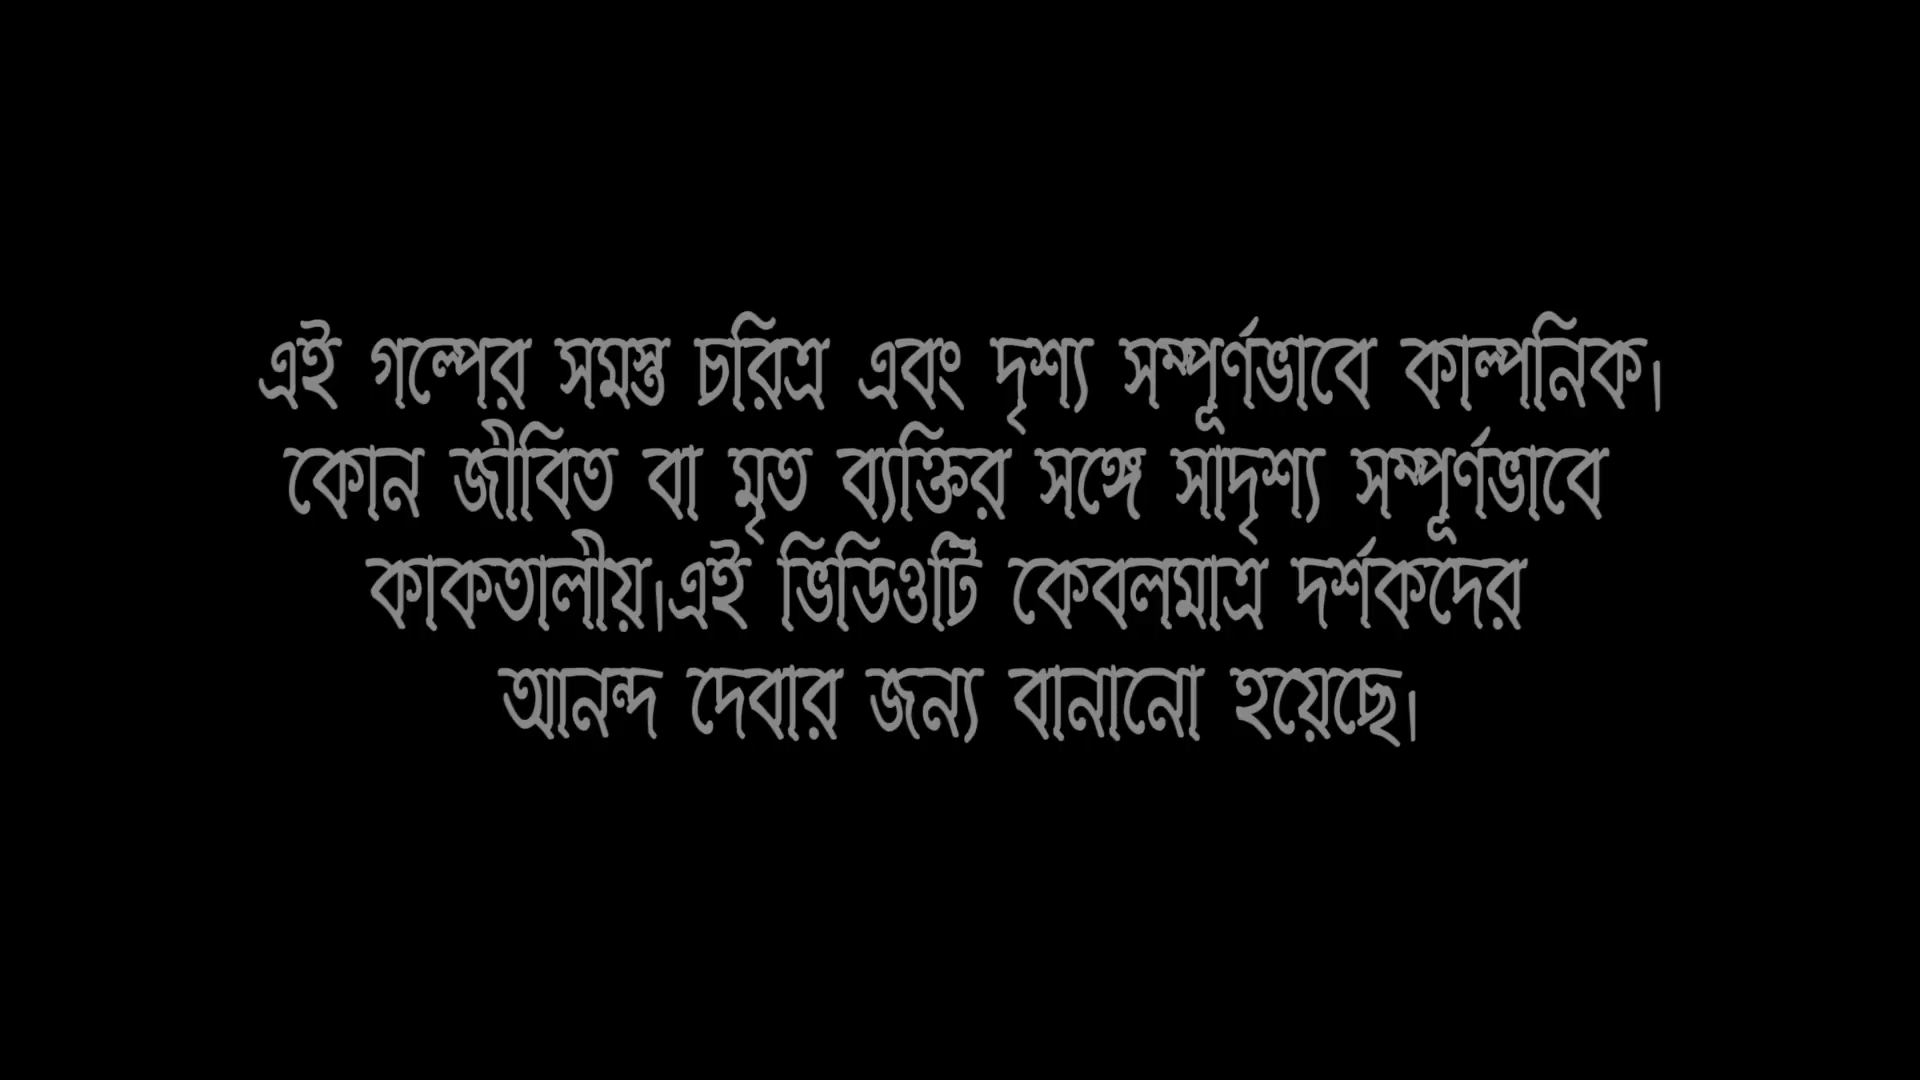 এই গল্পের সমস্ত চরিত্র এবং দৃশ্য সম্পূর্ণভাবে কাল্পনিক।
কোন জীবিত বা মৃত ব্যক্তির সঙ্গে সাদৃশ্য সম্পূর্ণভাবে
কাকতালীয়।এই ভিডিওটি কেবলমাত্র দর্শকদের
আনন্দ দেবার জন্য বানানো হয়েছে।